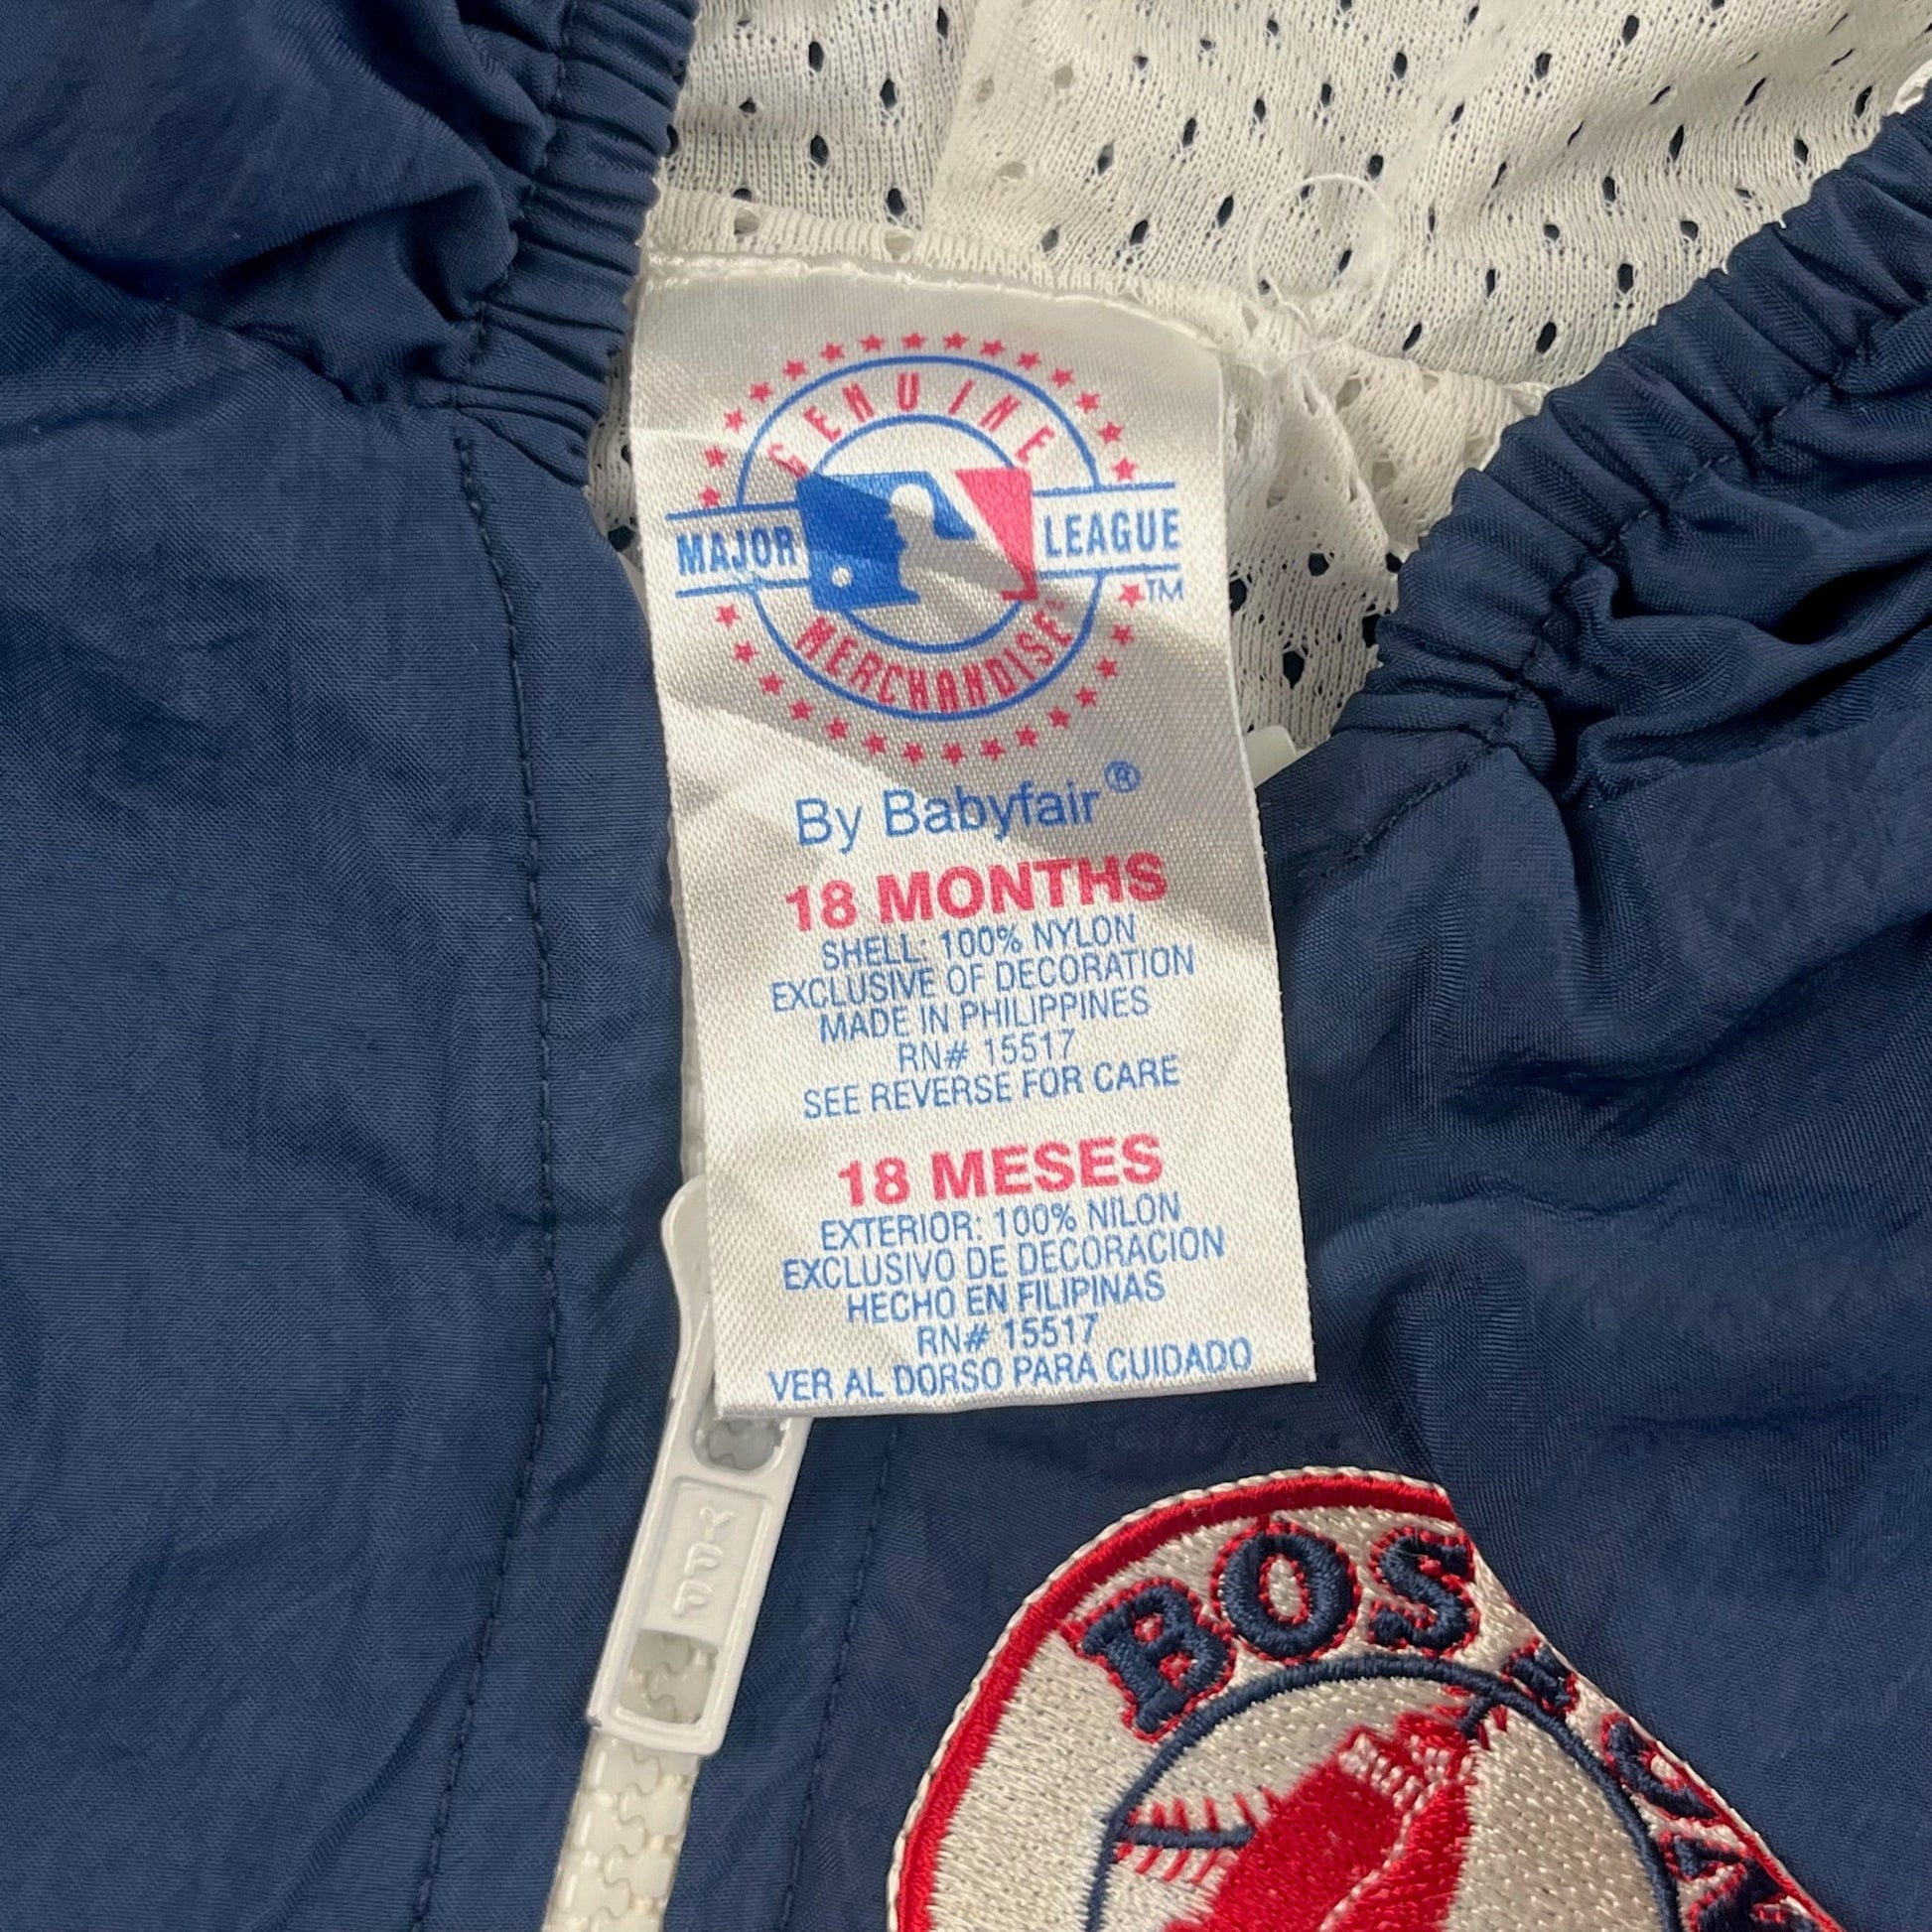 GENUINE
MAJOR LEAGUE
TM
MERCHANDISE™
By Babyfair®
18 MONTHS
SHELL: 100% NYLON
EXCLUSIVE OF DECORATION
MADE IN PHILIPPINES
RN# 15517
SEE REVERSE FOR CARE
18 MESES
EXTERIOR: 100% NILON
EXCLUSIVO DE DECORACION
HECHO EN FILIPINAS
RN# 15517
VER AL DORSO PARA CUIDADO
BOS